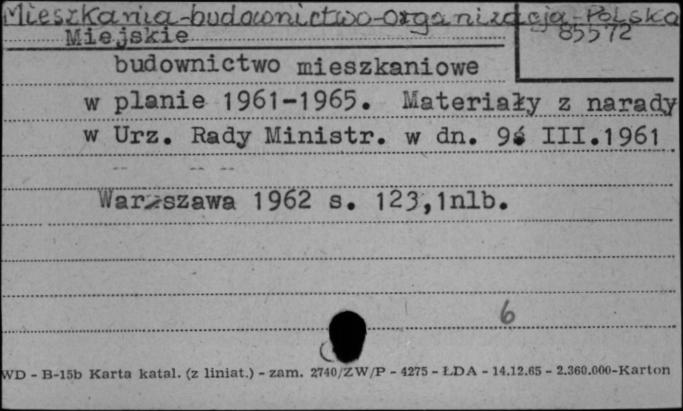 Mieszkania-budownictwo-organizacja-Polska
Miejskie 85572
budownictwo mieszkaniowe
w planie 1961-1965. Materiały z narady
w Urz. Rady Ministr. w dn. 9. III.1961
Warszawa 1962 s. 123,1nlb.
6
WD - B-15b Karta katal. (z liniat.) - zam. 2740/ZW/P - 4275 - ŁDA - 14.12.65 - 2.360.000-Karton